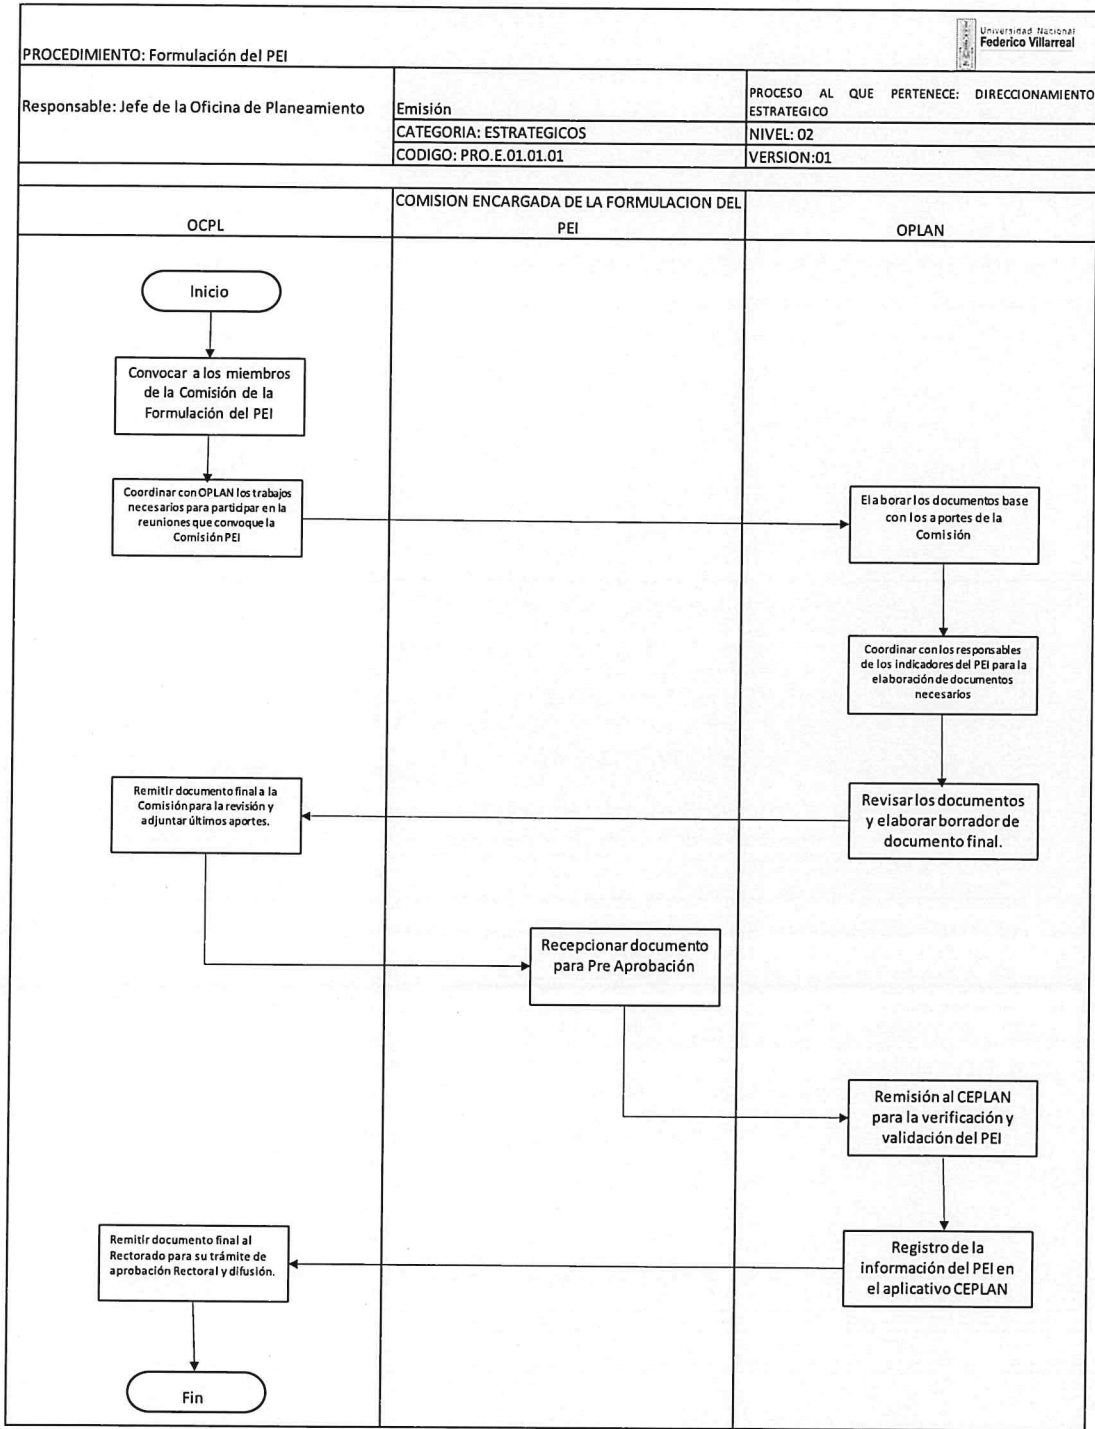 Universidad Nacional
Federico Villarreal
PROCEDIMIENTO: Formulación del PEI
Responsable: Jefe de la Oficina de Planeamiento
Emisión
PROCESO AL QUE PERTENECE: DIRECCIONAMIENTO
ESTRATEGICO
CATEGORIA: ESTRATEGICOS
NIVEL: 02
CODIGO: PRO.E.01.01.01
VERSION:01
OCPL
COMISION ENCARGADA DE LA FORMULACION DEL
PEI
OPLAN
Inicio
Convocar a los miembros
de la Comisión de la
Formulación del PEI
Coordinar con OPLAN los trabajos
necesarios para participar en la
reuniones que convoque la
Comisión PEI
Elaborar los documentos base
con los aportes de la
Comisión
Coordinar con los responsables
de los indicadores del PEI para la
elaboración de documentos
necesarios
Revisar los documentos
y elaborar borrador de
documento final.
Remitir documento final a la
Comisión para la revisión y
adjuntar últimos aportes.
Recepcionar documento
para Pre Aprobación
Remisión al CEPLAN
para la verificación y
validación del PEI
Registro de la
información del PEI en
el aplicativo CEPLAN
Remitir documento final al
Rectorado para su trámite de
aprobación Rectoral y difusión.
Fin